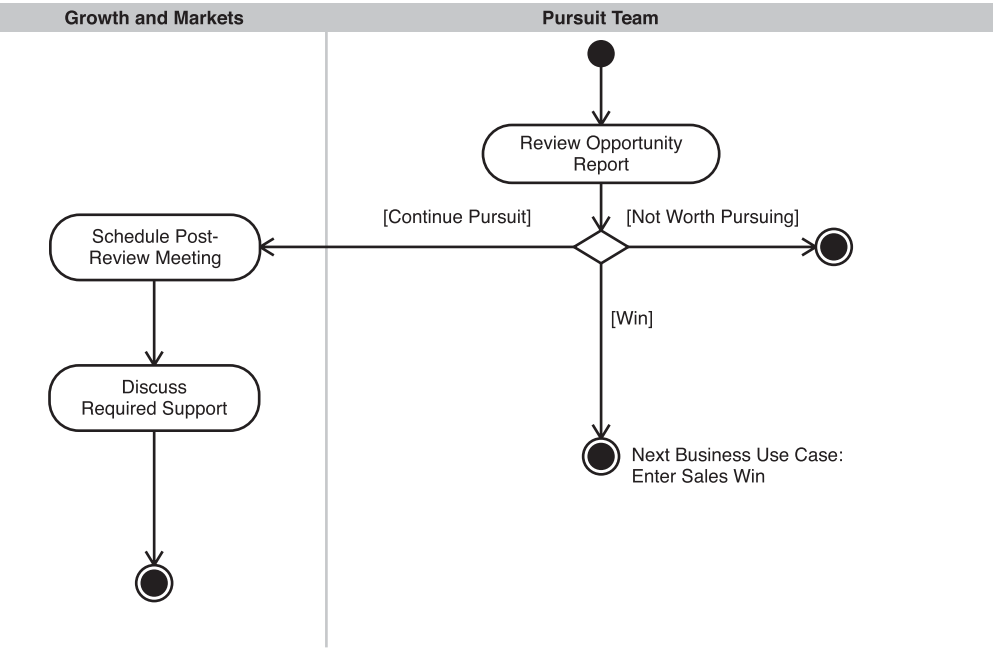 Growth and Markets
Pursuit Team
Review Opportunity
Report
[Continue Pursuit]
[Not Worth Pursuing]
Schedule Post-
Review Meeting
[Win]
Discuss
Required Support
Next Business Use Case:
Enter Sales Win